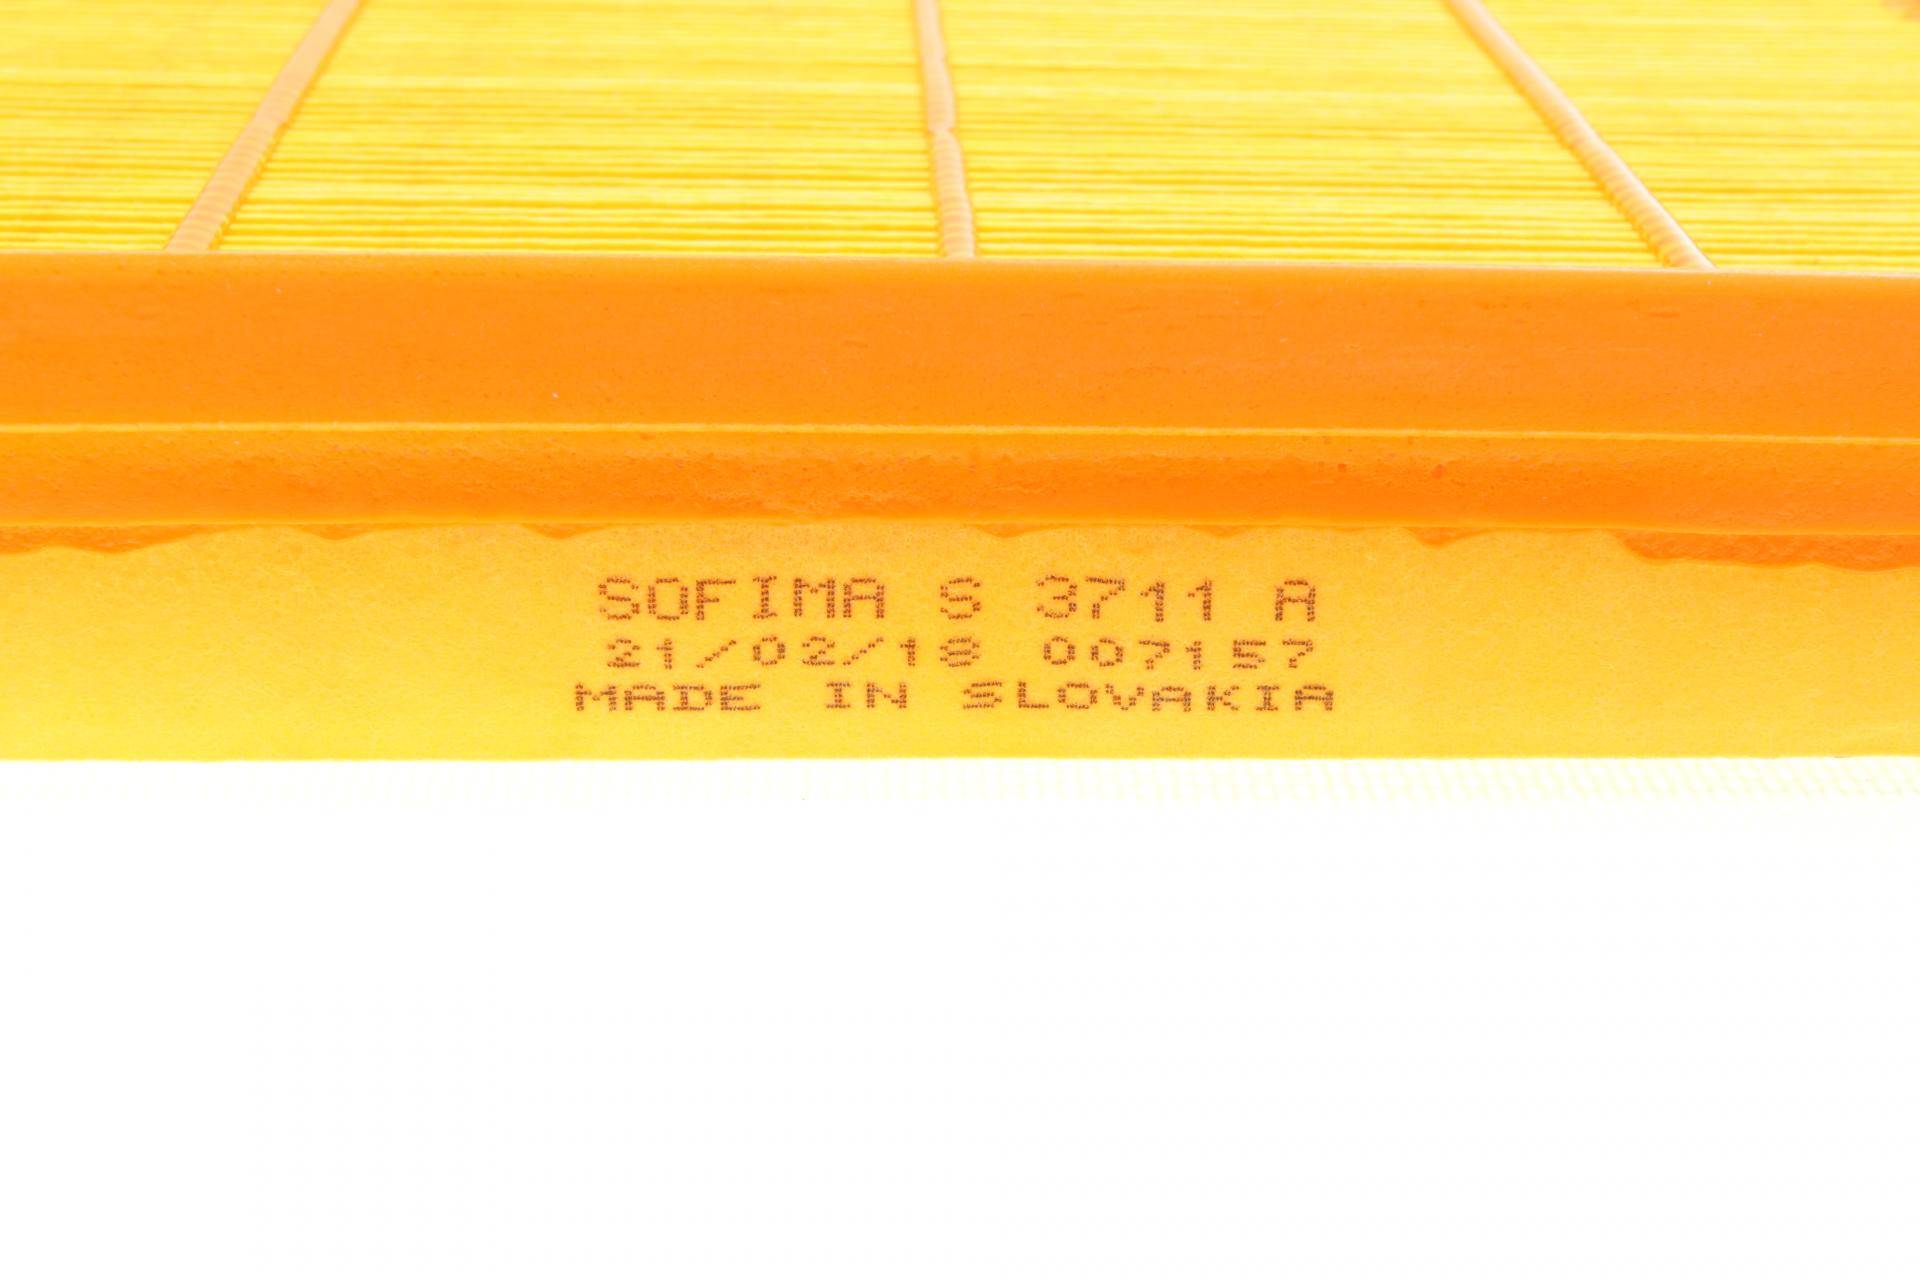 SOFIMA S 3711 A
21/02/18 007157
MADE IN SLOVAKIA